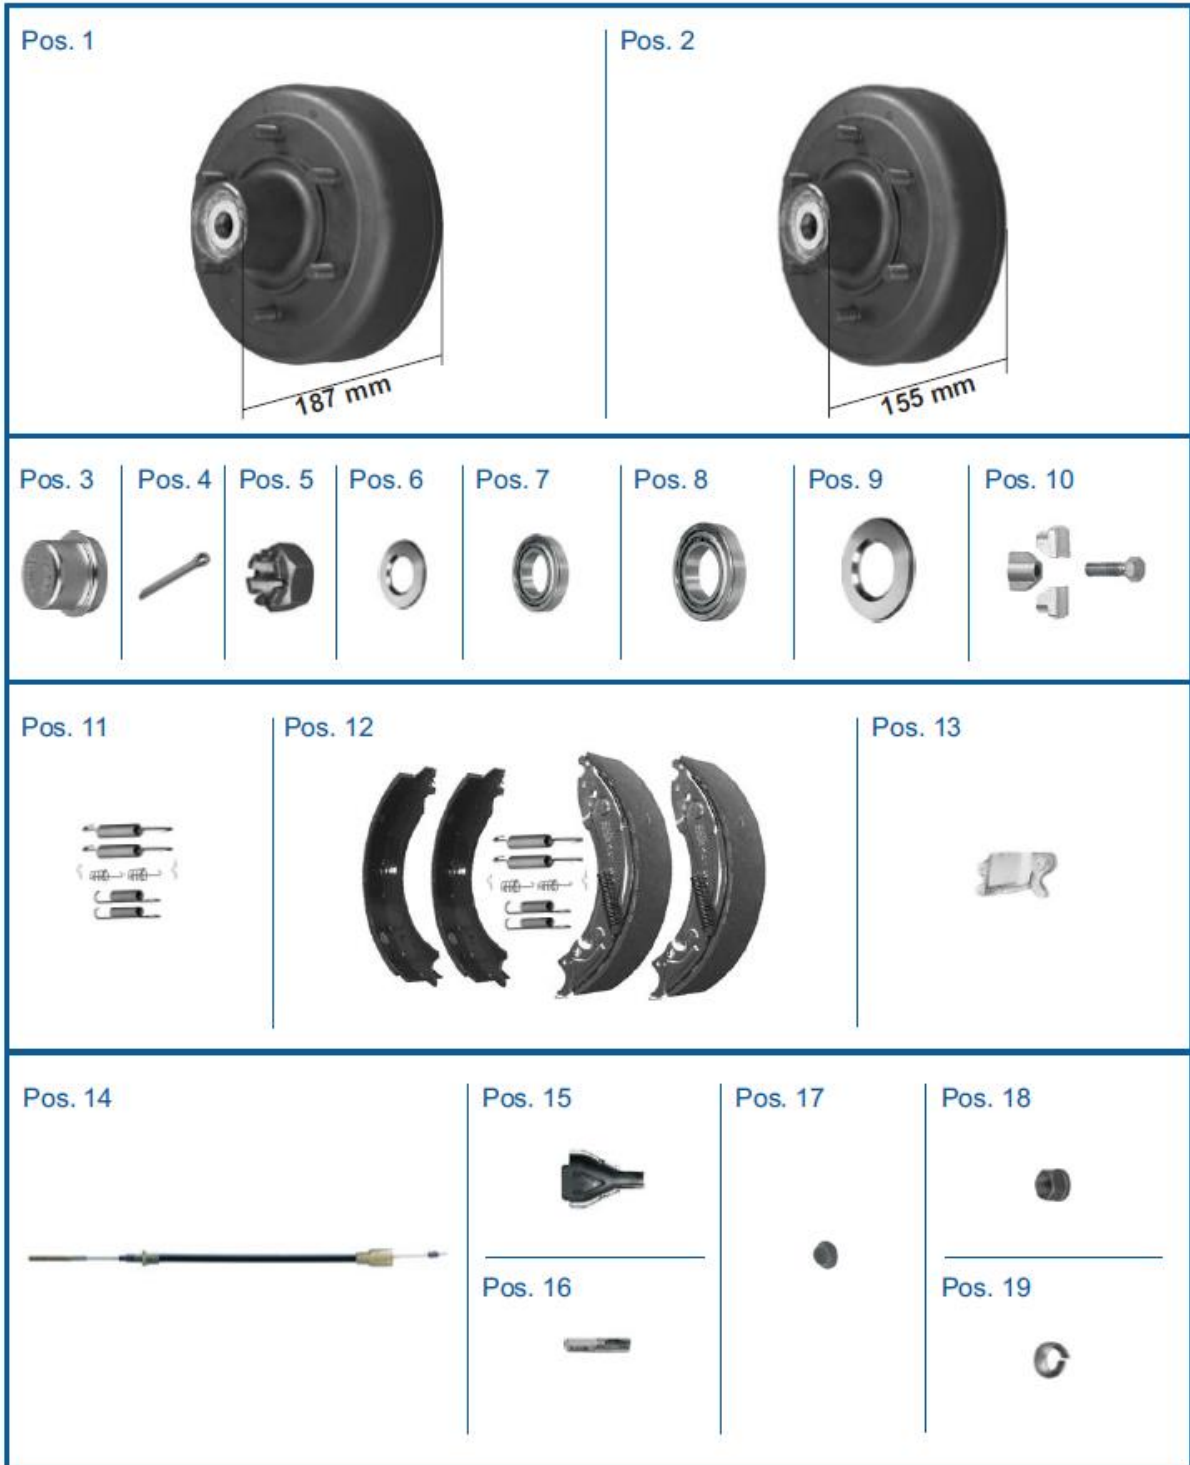 Pos. 1
Pos. 2
187 mm
155 mm
Pos. 3
Pos. 4
Pos. 5
Pos. 6
Pos. 7
Pos. 8
Pos. 9
Pos. 10
Pos. 11
Pos. 12
Pos. 13
Pos. 14
Pos. 15
Pos. 16
Pos. 17
Pos. 18
Pos. 19